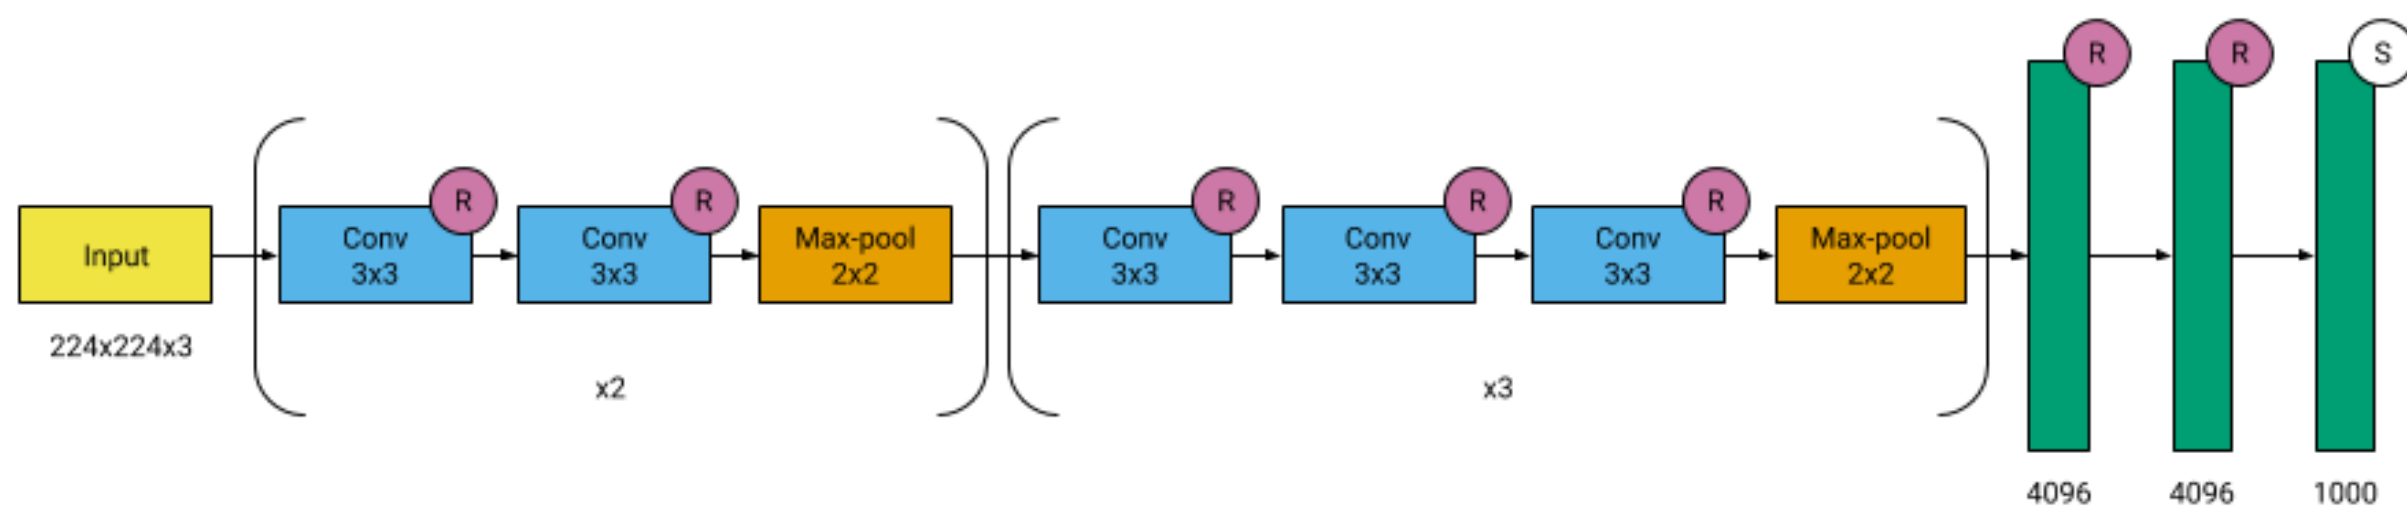 R
R
S
R
R
R
R
R
Input
Conv
3x3
Conv
3x3
Max-pool
2x2
Conv
3x3
Conv
3x3
Conv
3x3
Max-pool
2x2
224x224x3
x2
x3
4096
4096
1000